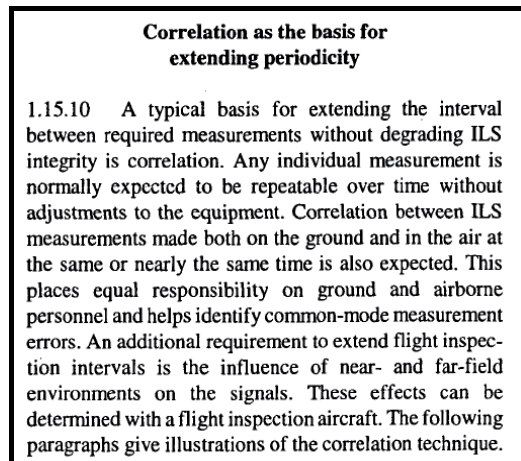 Correlation as the basis for
extending periodicity
1.15.10 A typical basis for extending the interval
between required measurements without degrading ILS
integrity is correlation. Any individual measurement is
normally expected to be repeatable over time without
adjustments to the equipment. Correlation between ILS
measurements made both on the ground and in the air at
the same or nearly the same time is also expected. This
places equal responsibility on ground and airborne
personnel and helps identify common-mode measurement
errors. An additional requirement to extend flight inspec-
tion intervals is the influence of near- and far-field
environments on the signals. These effects can be
determined with a flight inspection aircraft. The following
paragraphs give illustrations of the correlation technique.